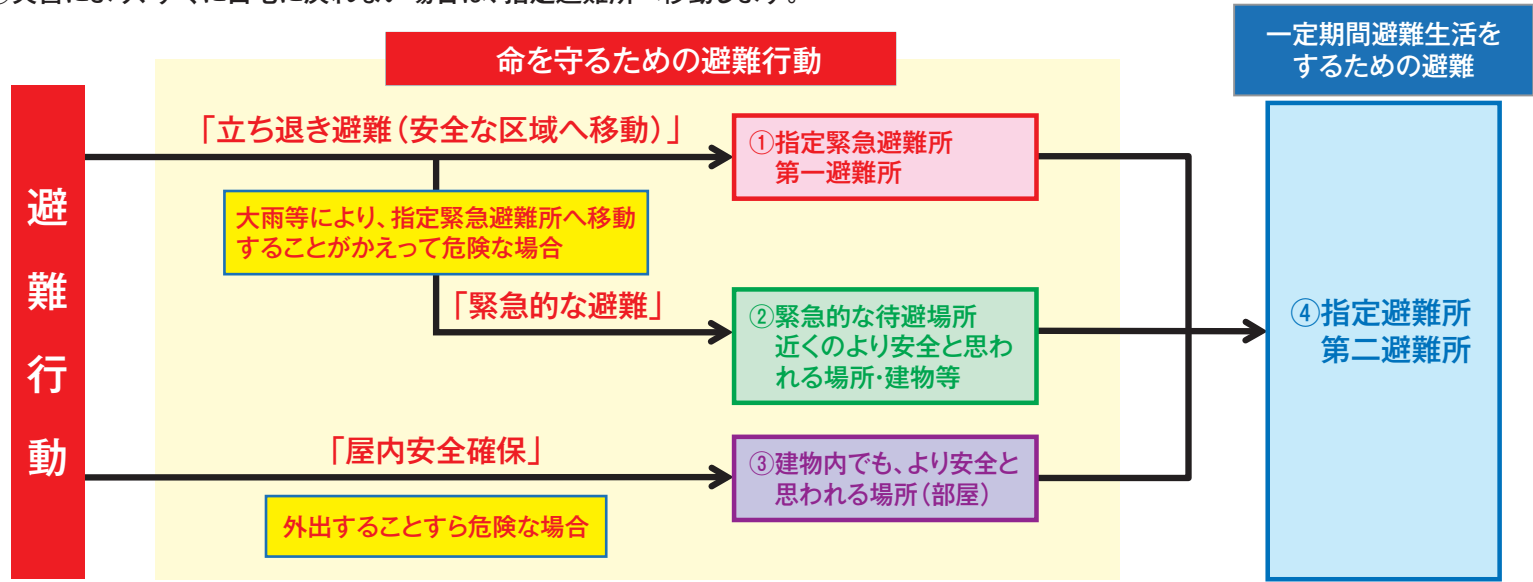 命を守るための避難行動
一定期間避難生活を
するための避難
避難行動
「立ち退き避難（安全な区域へ移動）」
①指定緊急避難所
第一避難所
大雨等により、指定緊急避難所へ移動
することがかえって危険な場合
「緊急的な避難」
②緊急的な待避場所
近くのより安全と思わ
れる場所・建物等
④指定避難所
第二避難所
「屋内安全確保」
③建物内でも、より安全と
思われる場所（部屋）
外出することすら危険な場合